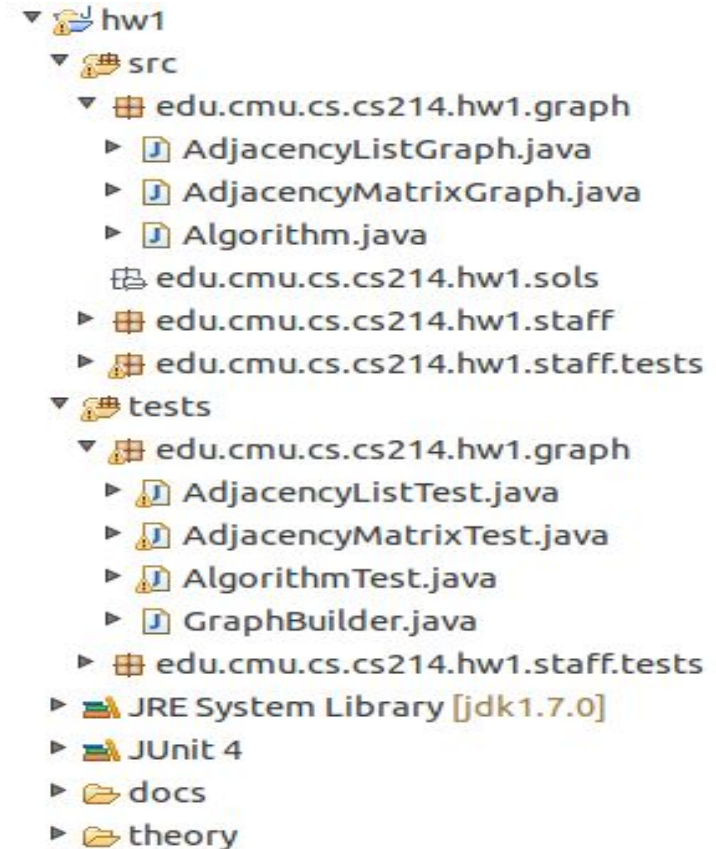 hw1
src
edu.cmu.cs.cs214.hw1.graph
AdjacencyListGraph.java
AdjacencyMatrixGraph.java
Algorithm.java
edu.cmu.cs.cs214.hw1.sols
edu.cmu.cs.cs214.hw1.staff
edu.cmu.cs.cs214.hw1.staff.tests
tests
edu.cmu.cs.cs214.hw1.graph
AdjacencyListTest.java
AdjacencyMatrixTest.java
AlgorithmTest.java
GraphBuilder.java
edu.cmu.cs.cs214.hw1.staff.tests
JRE System Library [jdk1.7.0]
JUnit 4
docs
theory